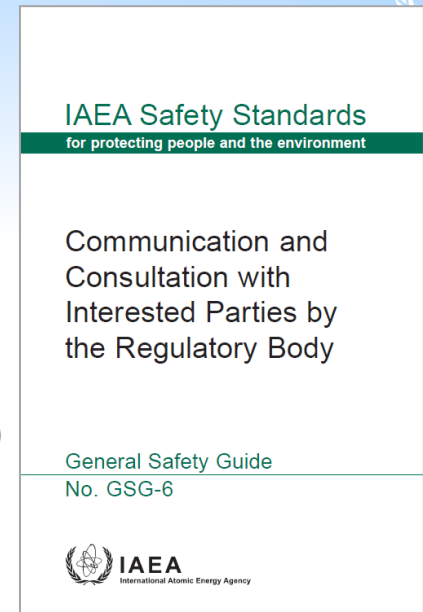 IAEA Safety Standards
for protecting people and the environment
Communication and
Consultation with
Interested Parties by
the Regulatory Body
General Safety Guide
No. GSG-6
IAEA
International Atomic Energy Agency